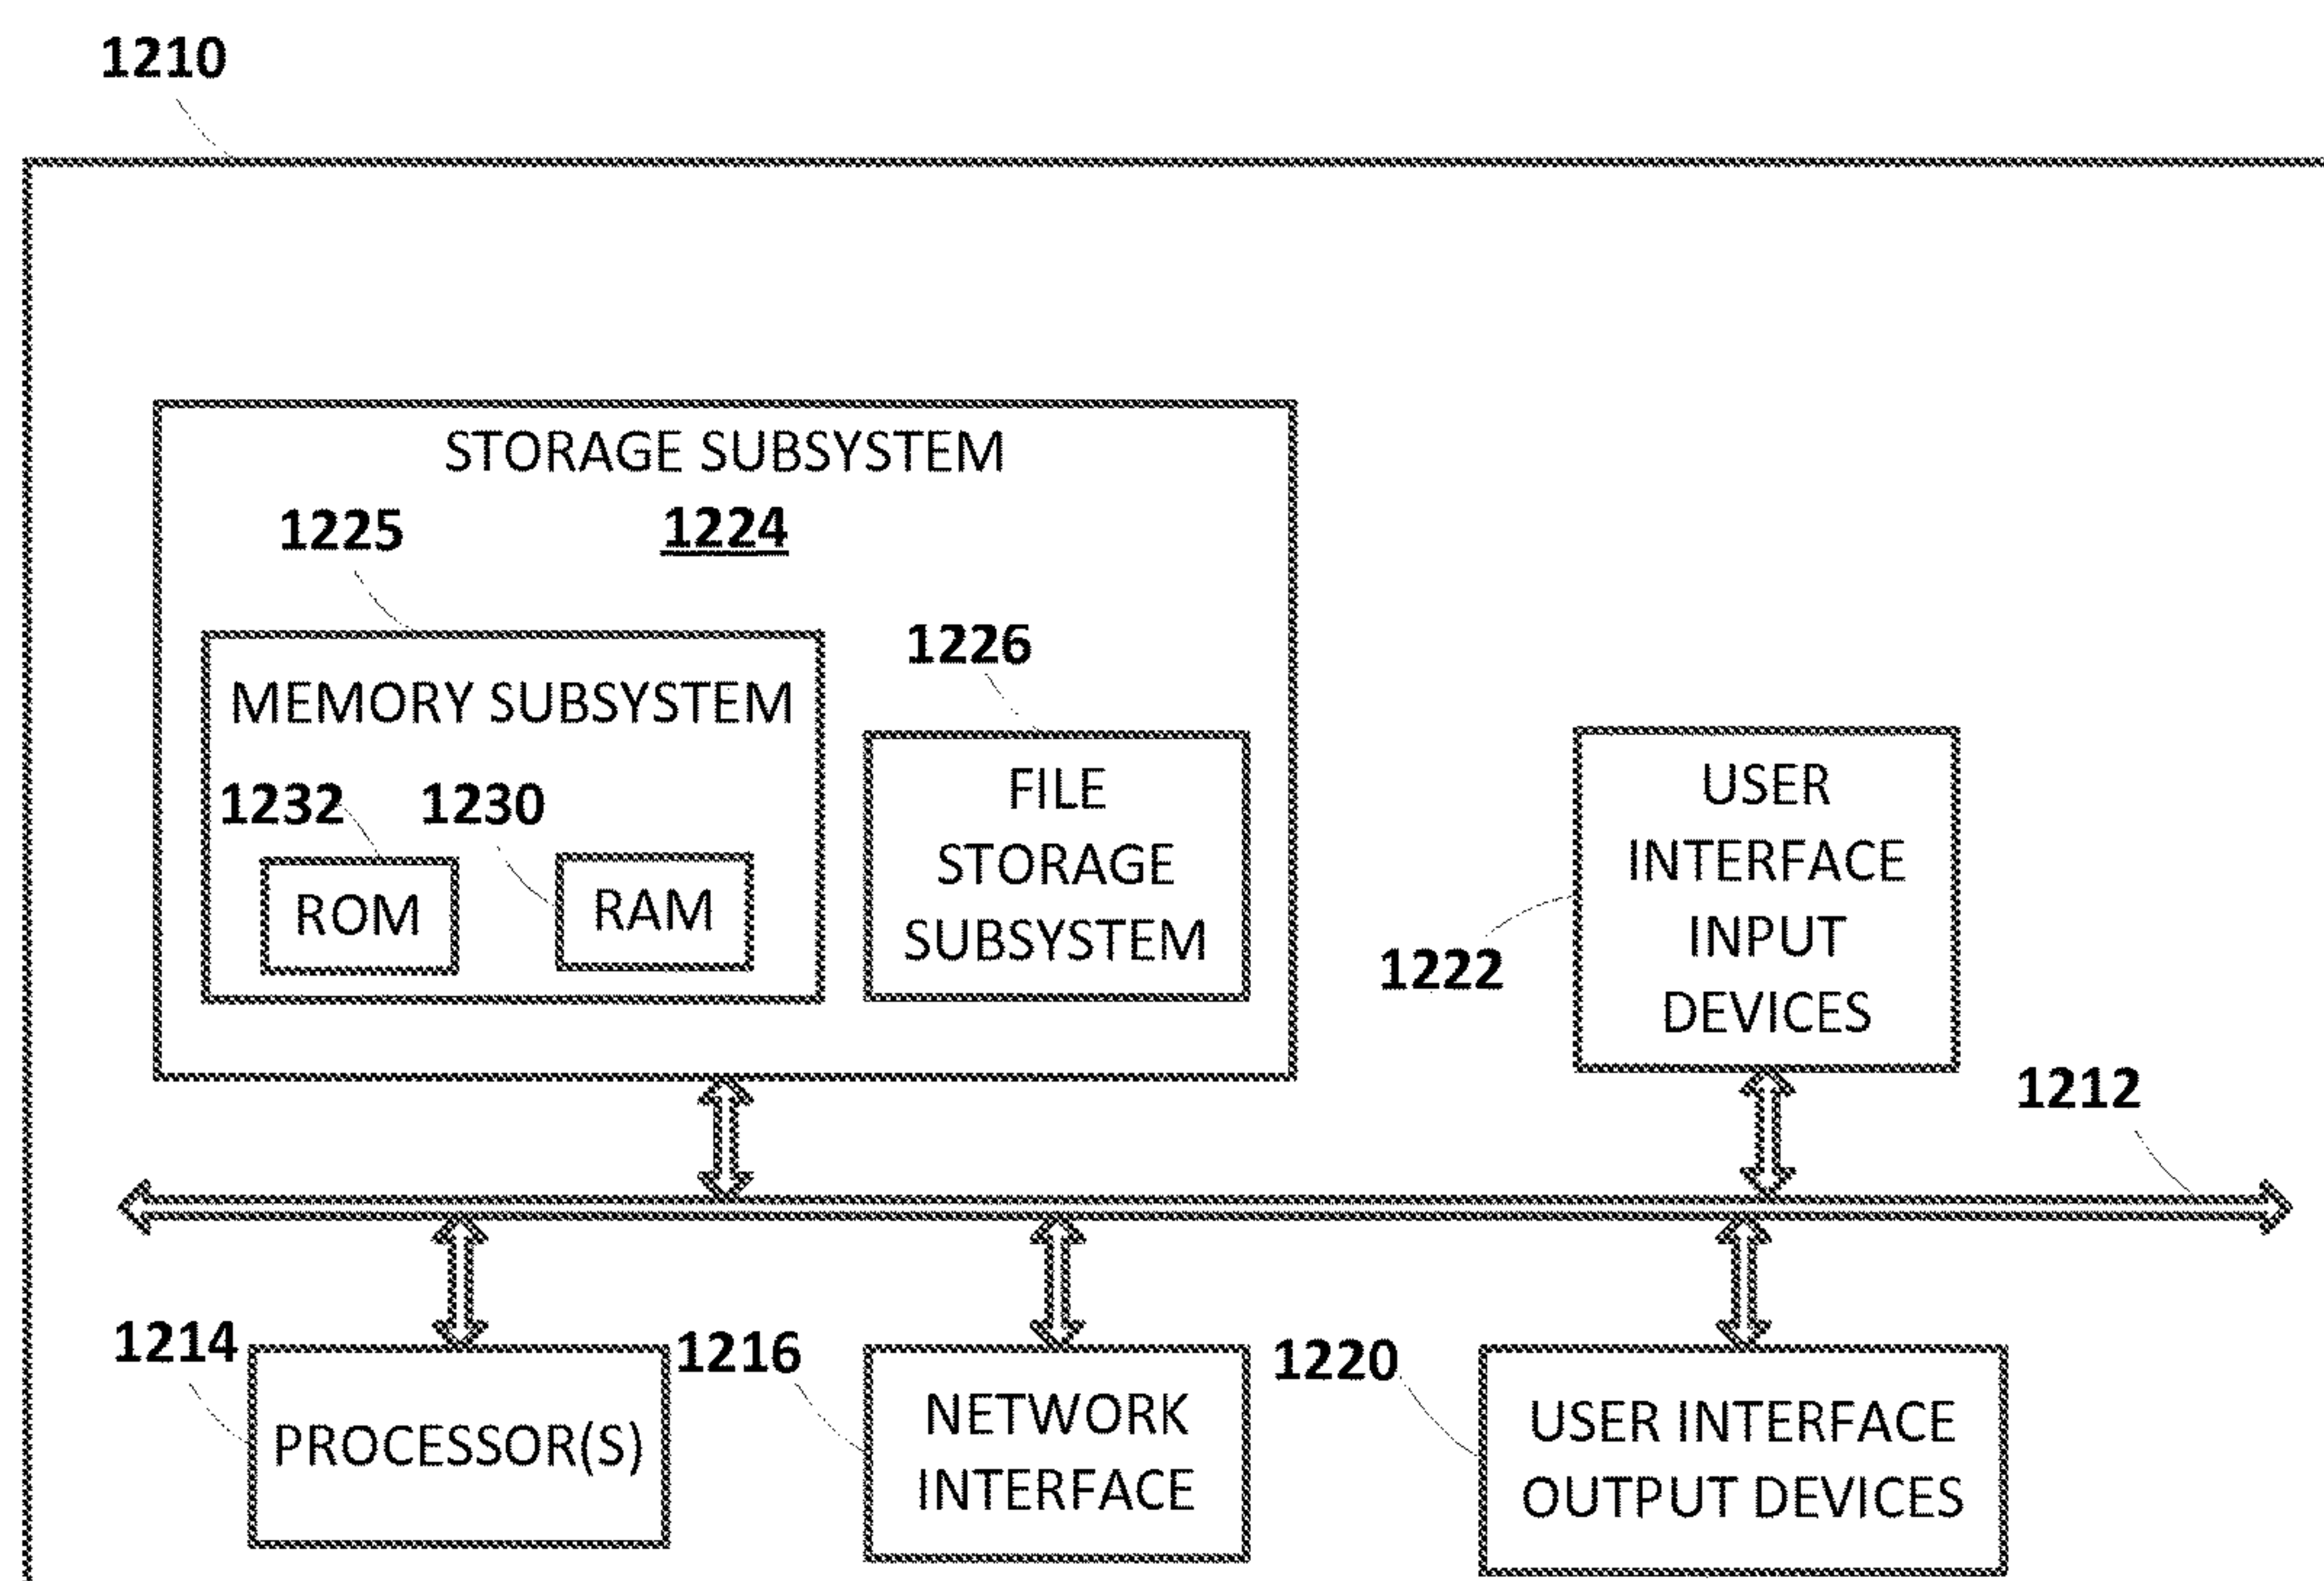 1210
STORAGE SUBSYSTEM
1225
1224
1226
MEMORY SUBSYSTEM
1232
1230
ROM
RAM
FILE
STORAGE
SUBSYSTEM
USER
INTERFACE
INPUT
DEVICES
1222
1212
1214
PROCESSOR(S)
1216
NETWORK
INTERFACE
1220
USER INTERFACE
OUTPUT DEVICES